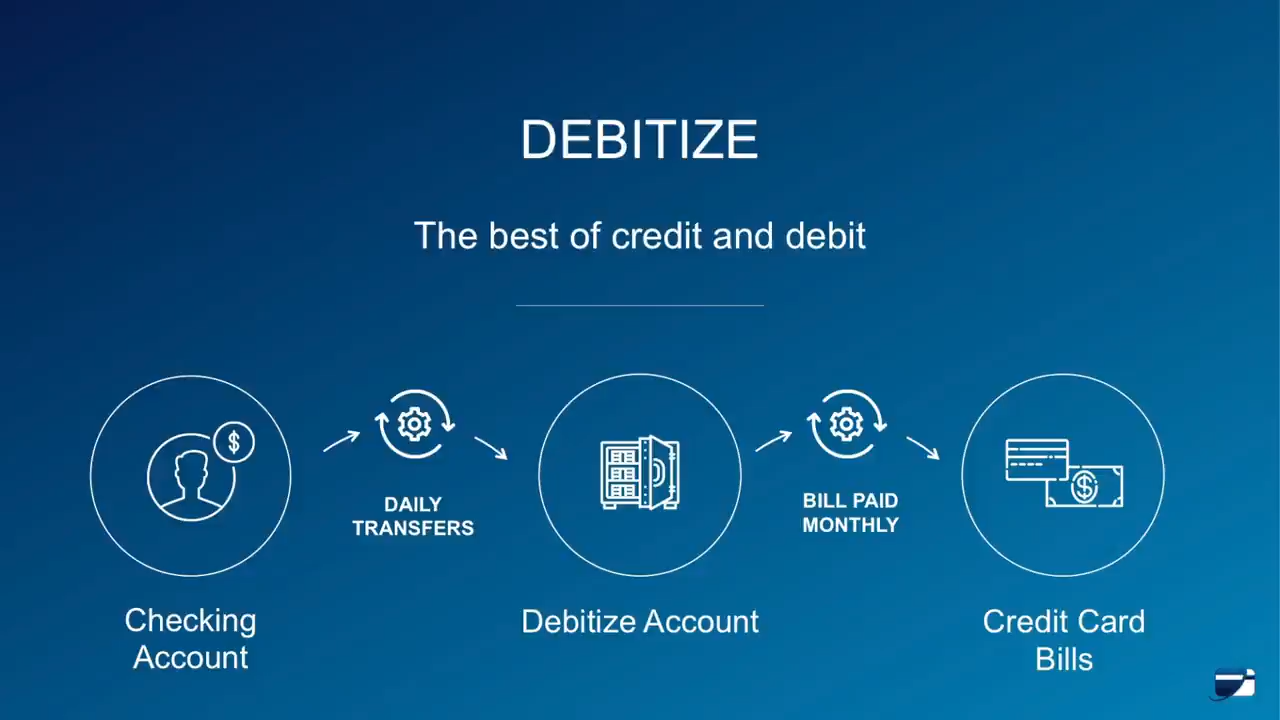 DEBITIZE
The best of credit and debit
$
DAILY
TRANSFERS
BILL PAID
MONTHLY
$
Checking
Account
Debitize Account
Credit Card
Bills